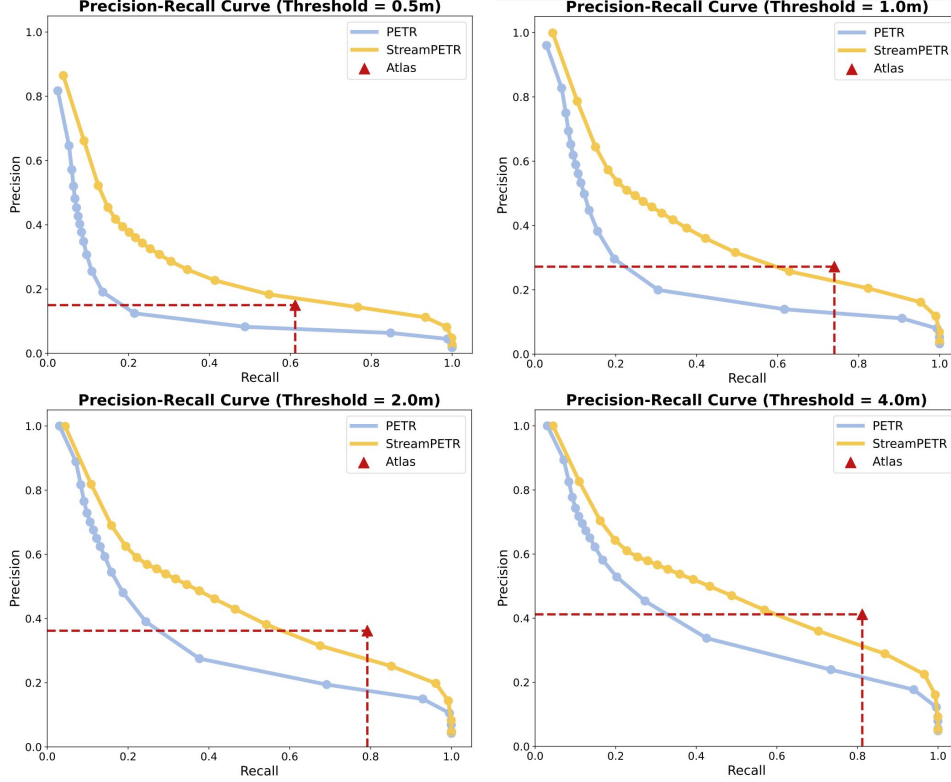 Precision-Recall Curve (Threshold = 0.5m)
1.0
0.8
0.6
0.4
0.2
0.0
Precision
PETR
StreamPETR
Atlas
0.0 0.2 0.4 0.6 0.8 1.0
Recall
Precision-Recall Curve (Threshold = 1.0m)
1.0
0.8
0.6
0.4
0.2
0.0
Precision
PETR
StreamPETR
Atlas
0.0 0.2 0.4 0.6 0.8 1.0
Recall
Precision-Recall Curve (Threshold = 2.0m)
1.0
0.8
0.6
0.4
0.2
0.0
Precision
PETR
StreamPETR
Atlas
0.0 0.2 0.4 0.6 0.8 1.0
Recall
Precision-Recall Curve (Threshold = 4.0m)
1.0
0.8
0.6
0.4
0.2
0.0
Precision
PETR
StreamPETR
Atlas
0.0 0.2 0.4 0.6 0.8 1.0
Recall